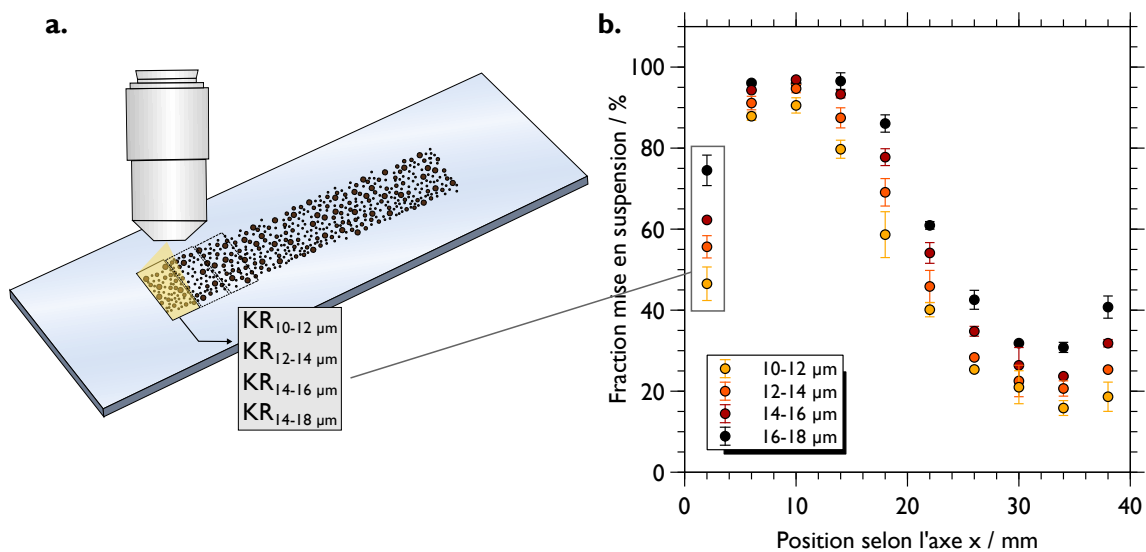 a.
KR10-12 µm
KR12-14 µm
KR14-16 µm
KR14-18 µm
b.
Fraction mise en suspension / %
100
80
60
40
20
0
10-12 µm
12-14 µm
14-16 µm
16-18 µm
0 10 20 30 40
Position selon l'axe x / mm